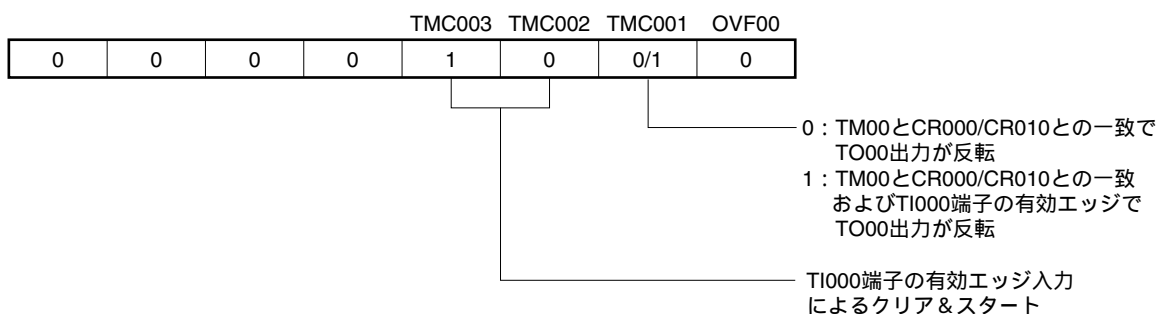 TMC003 TMC002 TMC001 OVF00
0 0 0 0 1 0 0/1 0
0：TM00とCR000/CR010との一致で
TO00出力が反転
1：TM00とCR000/CR010との一致
およびTI000端子の有効エッジで
TO00出力が反転
TI000端子の有効エッジ入力
によるクリア＆スタート